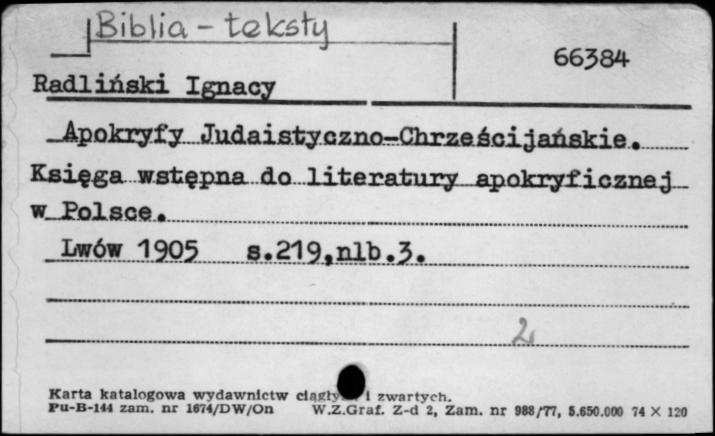 Biblia - teksty
66384
Radliński Ignacy
Apokryfy Judaistyczno-Chrześcijańskie.
Księga wstępna do literatury apokryficznej
w Polsce.
Lwów 1905 s.219,nlb.3.
2
Karta katalogowa wydawnictw i zwartych.
Pu-B-144 zam. nr 1674/DW/On W.Z.Graf. Z-d 2, Zam. nr 988/77, 5.650.000 74 X 120